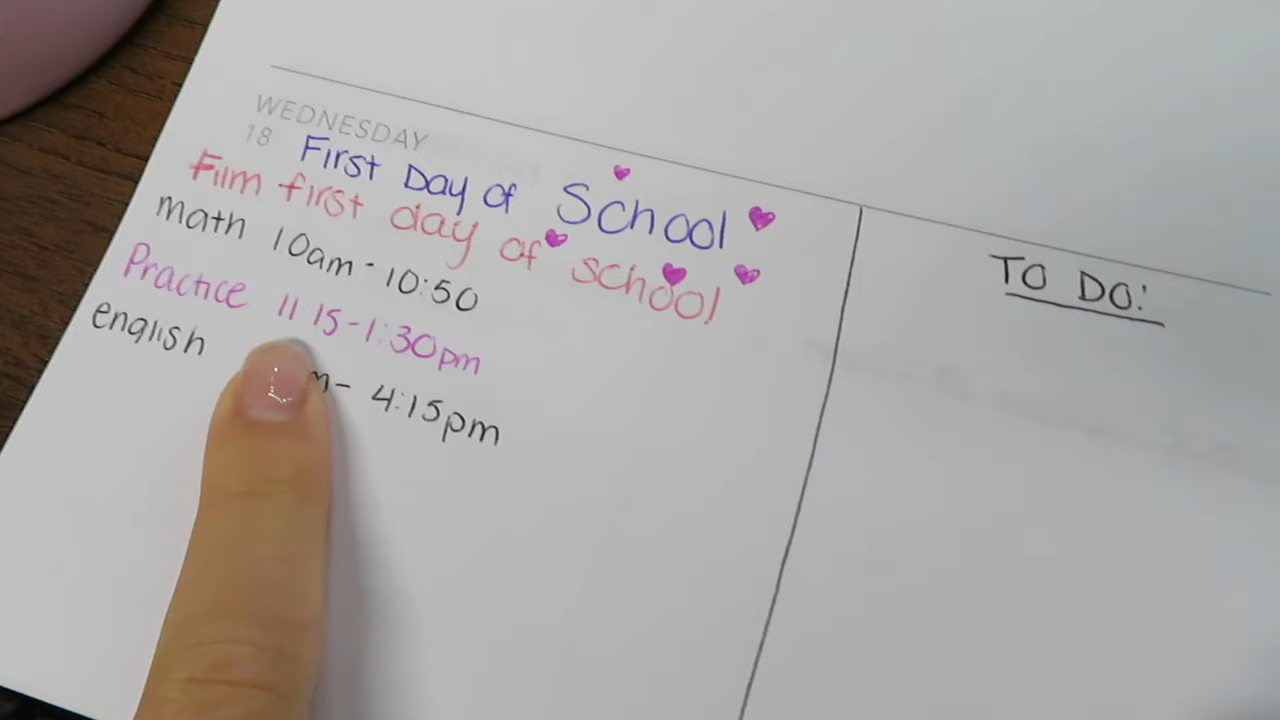 WEDNESDAY
18 First Day of School
Film first day of school
math 10am - 10:50
Practice 11 15 - 1:30pm
english m - 4:15pm
TO DO: